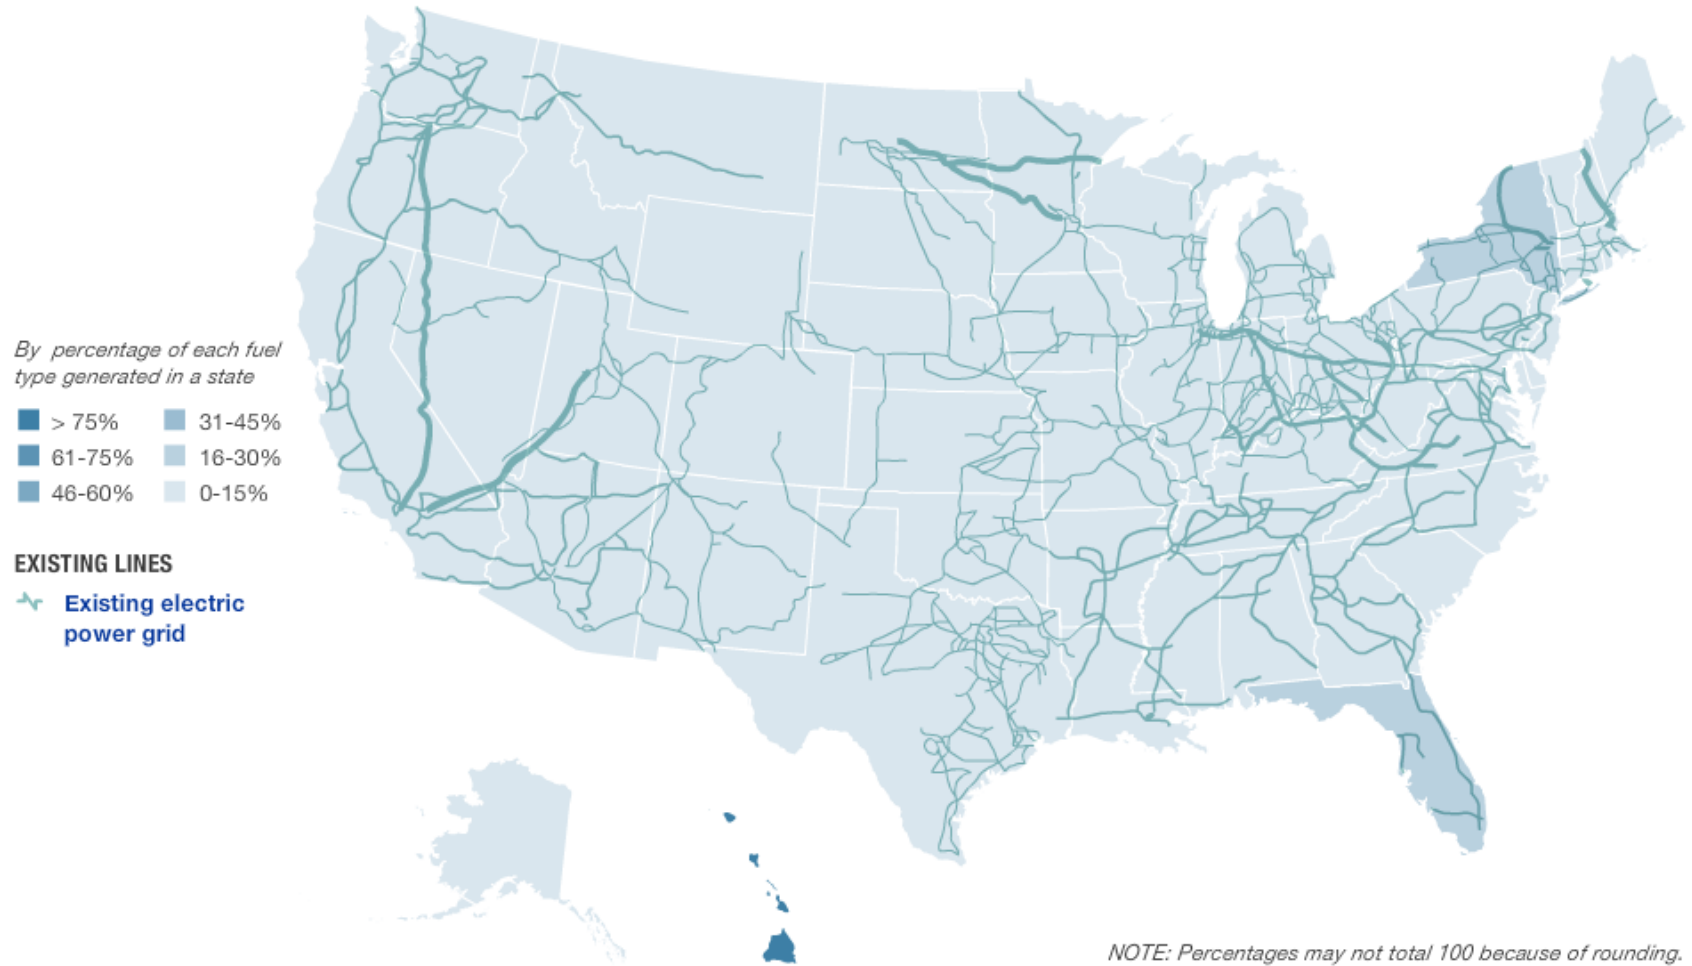 By percentage of each fuel
type generated in a state
> 75%
31-45%
61-75%
16-30%
46-60%
0-15%
EXISTING LINES
Existing electric
power grid
NOTE: Percentages may not total 100 because of rounding.